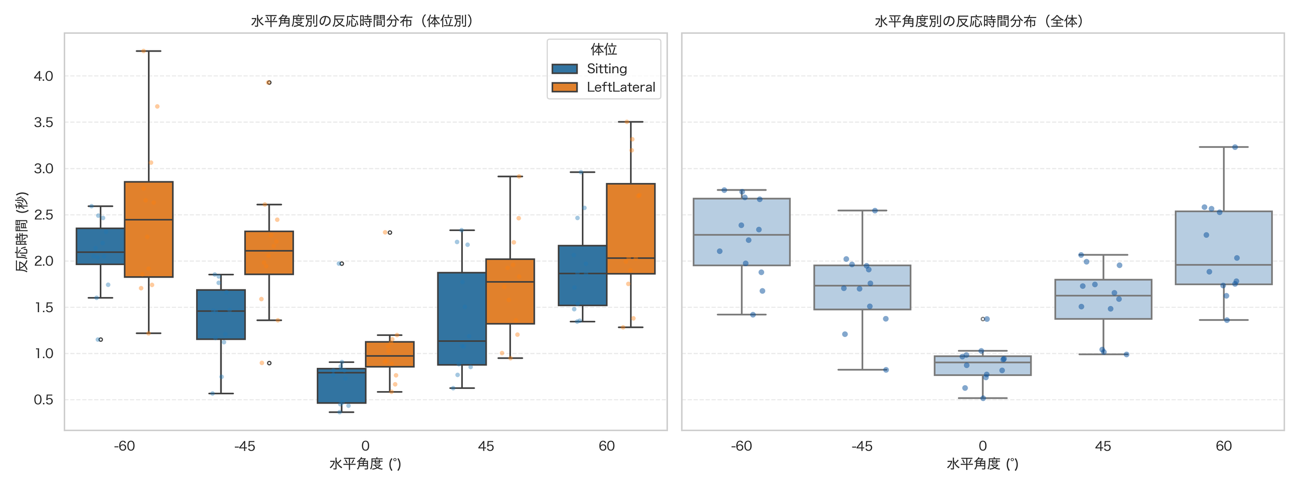 水平角度別の反応時間分布（体位別）
反応時間 (秒)
4.0
3.5
3.0
2.5
2.0
1.5
1.0
0.5
体位
Sitting
LeftLateral
-60 -45 0 45 60
水平角度 (°)
水平角度別の反応時間分布（全体）
-60 -45 0 45 60
水平角度 (°)